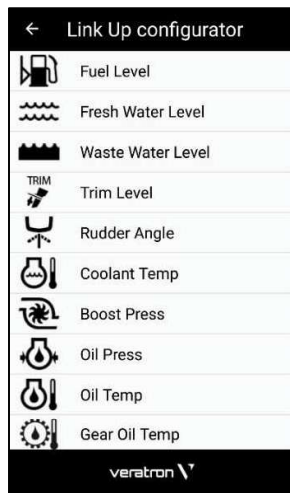 Link Up configurator
Fuel Level
Fresh Water Level
Waste Water Level
TRIM
Trim Level
Rudder Angle
Coolant Temp
Boost Press
Oil Press
Oil Temp
Gear Oil Temp
veratron